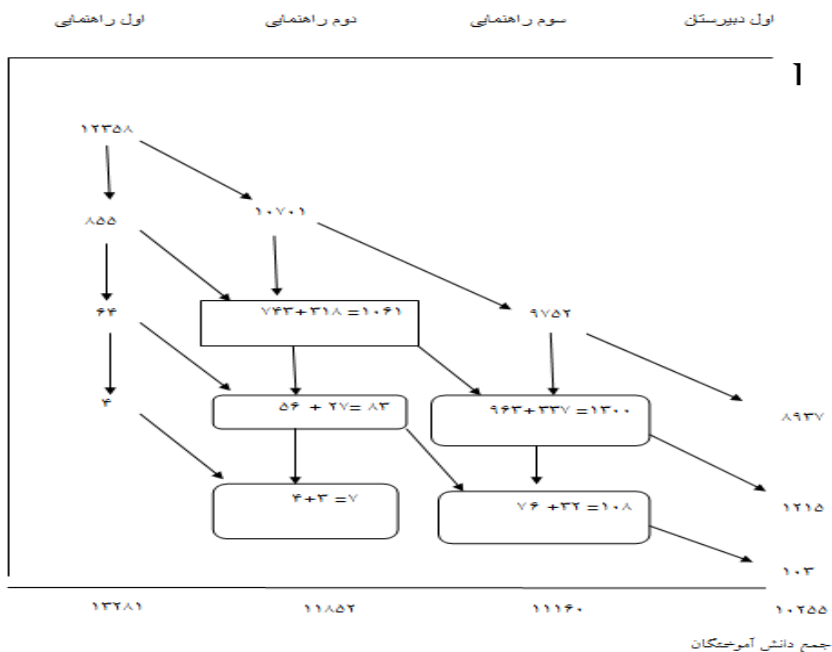 اول راهنمایی دوم راهنمایی سوم راهنمایی اول دبیرستان
۱
۱۲۳۵۸
۸۵۵ ۱۰۷۰۱
۶۴ ۷۴۳+۳۱۸ =۱۰۶۱ ۹۷۵۲
۴ ۵۶ + ۲۷= ۸۳ ۹۶۳+۳۳۷=۱۳۰۰ ۸۹۳۷
۴+۳ =۷ ۷۶ +۳۲ =۱۰۸ ۱۲۱۵
۱۰۳
۱۳۲۸۱ ۱۱۸۵۲ ۱۱۱۶۰ ۱۰۲۵۵
جمع دانش آموختگان